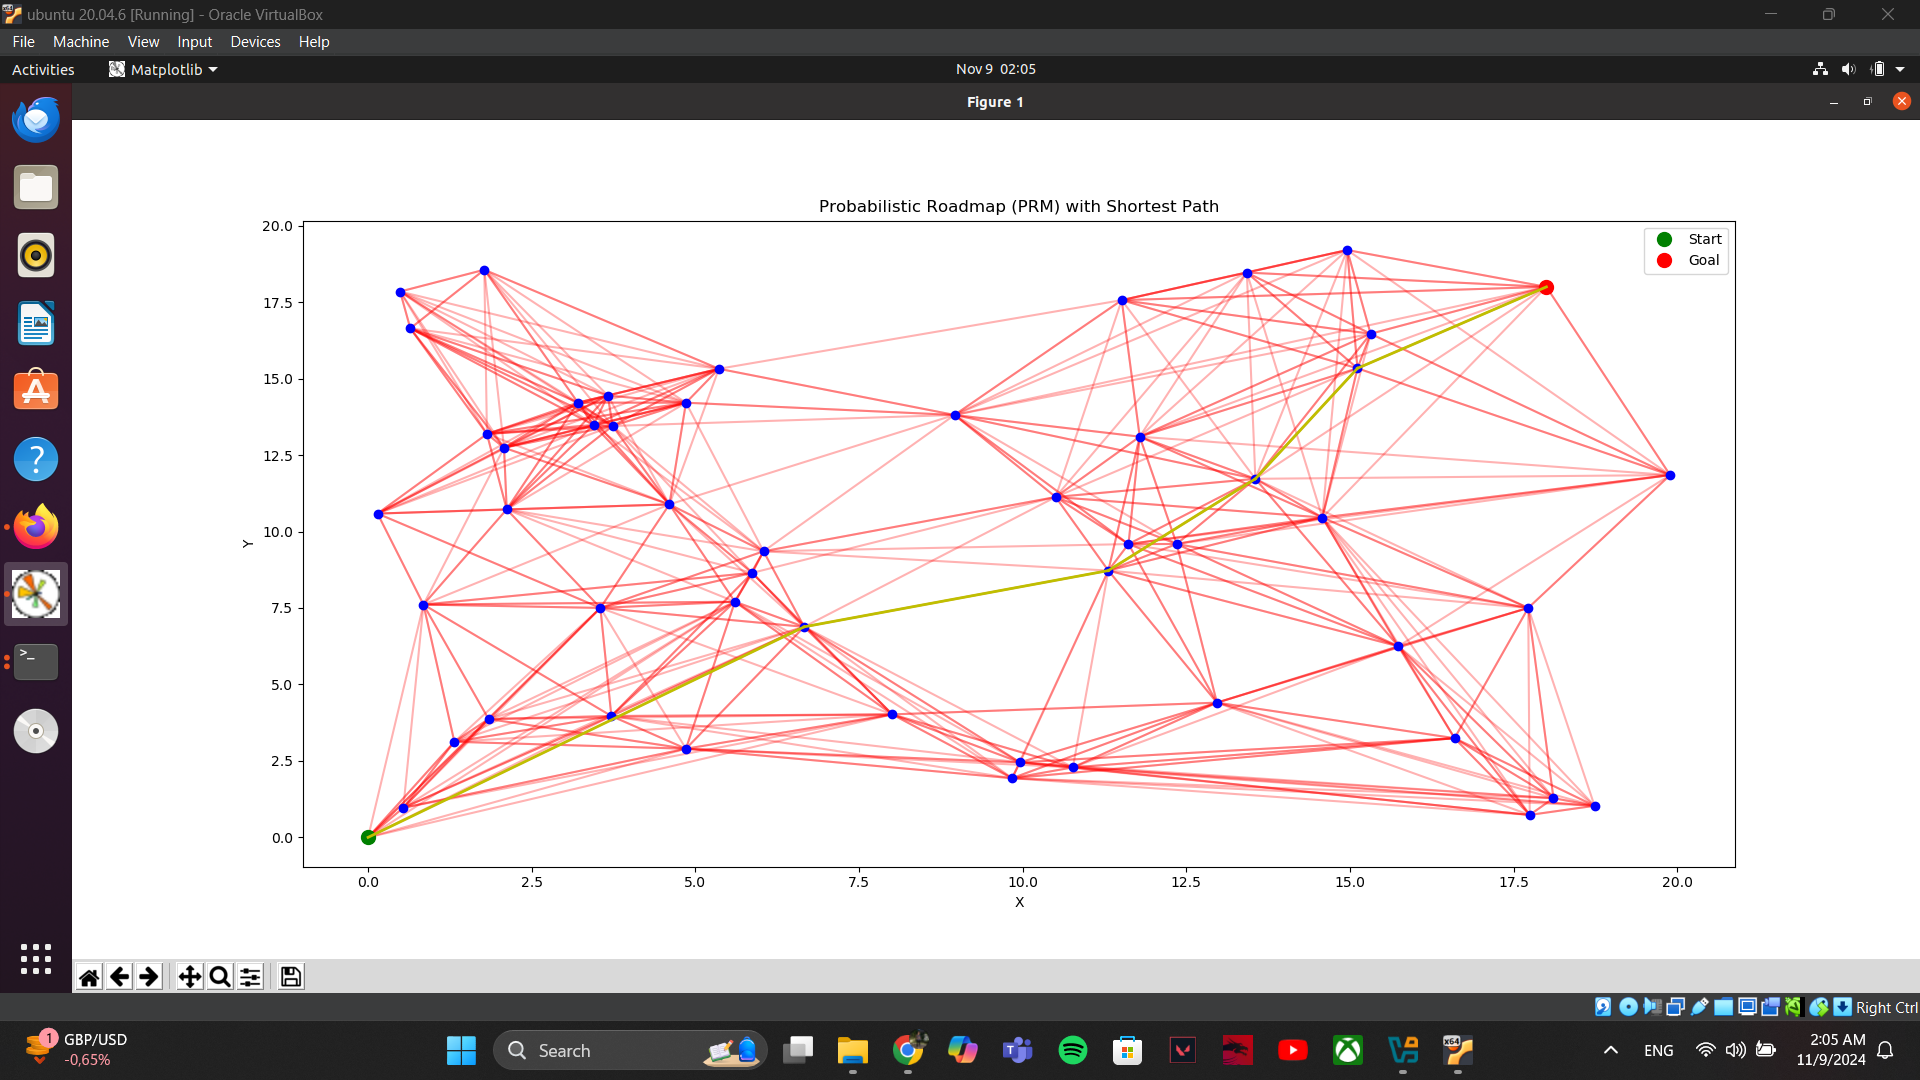 ubuntu 20.04.6 [Running] - Oracle VirtualBox
File Machine View Input Devices Help
Activities Matplotlib Nov 9 02:05
Figure 1
Probabilistic Roadmap (PRM) with Shortest Path
Start
Goal
20.0
17.5
15.0
12.5
10.0
7.5
5.0
2.5
0.0
Y
0.0 2.5 5.0 7.5 10.0 12.5 15.0 17.5 20.0
X
Right Ctrl
1 GBP/USD
-0,65%
Search
ENG
2:05 AM
11/9/2024